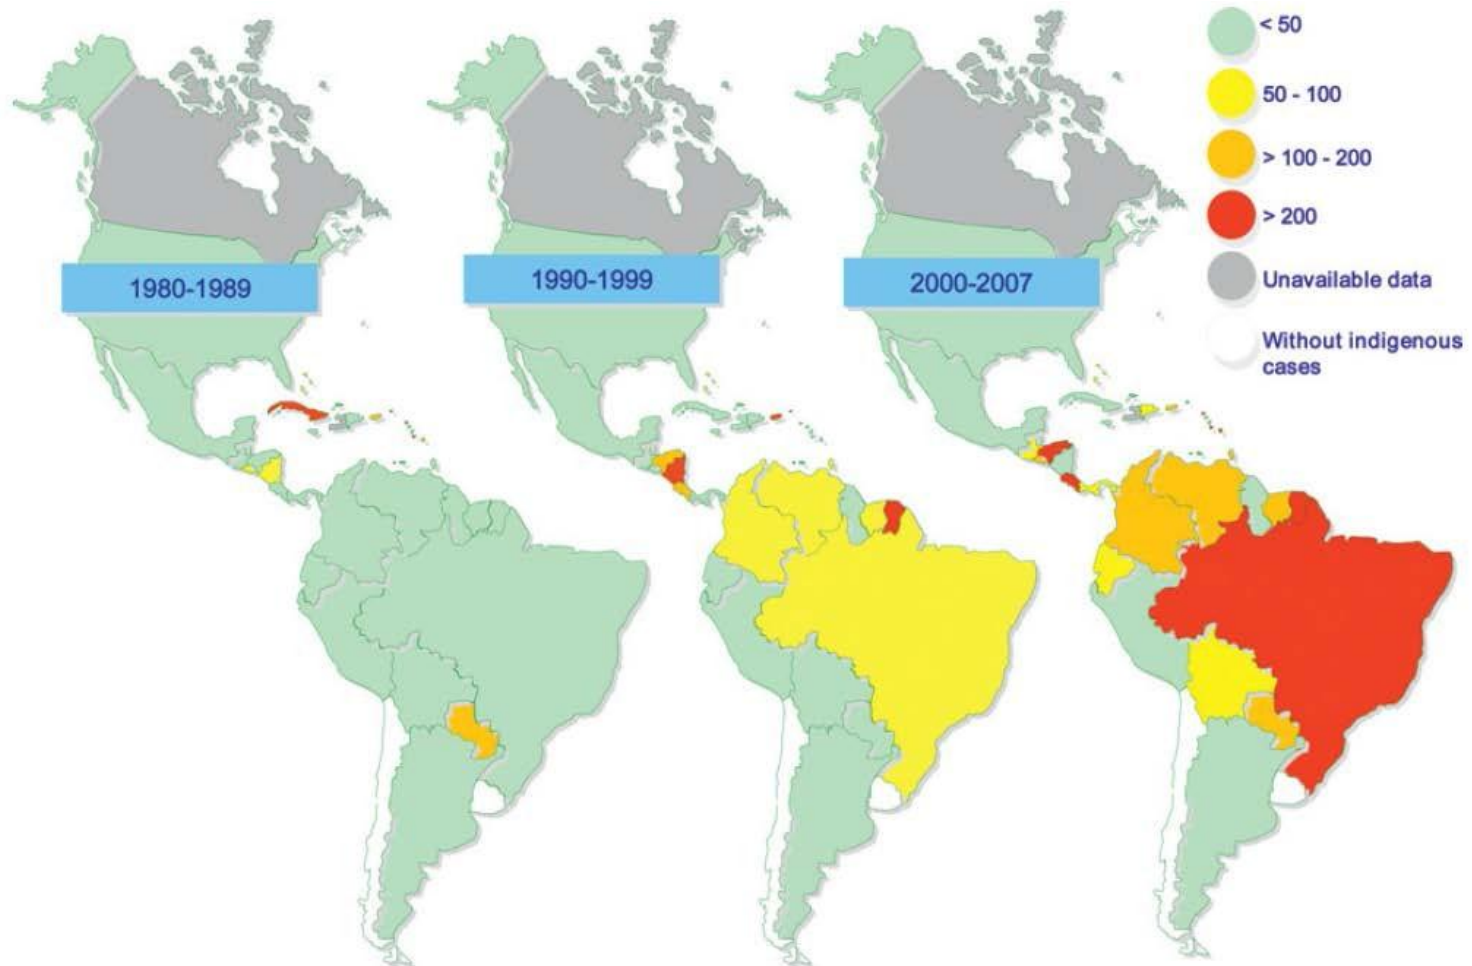 < 50
50 - 100
> 100 - 200
> 200
Unavailable data
Without indigenous
cases
1980-1989
1990-1999
2000-2007